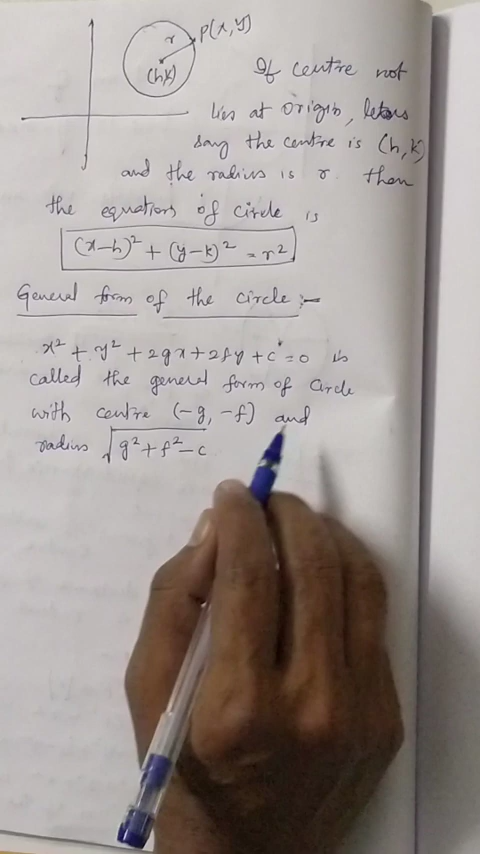 P(x,y)
r
(h,k)
If centre not
lies at origin, lets
say the centre is (h, k)
and the radius is r. then
the equation of circle is
(x-h)² + (y-k)² = r²
General form of the circle:-
x² + y² + 2gx + 2fy + c = 0 is
called the general form of circle
with centre (-g, -f) and
radius √g² + f² - c